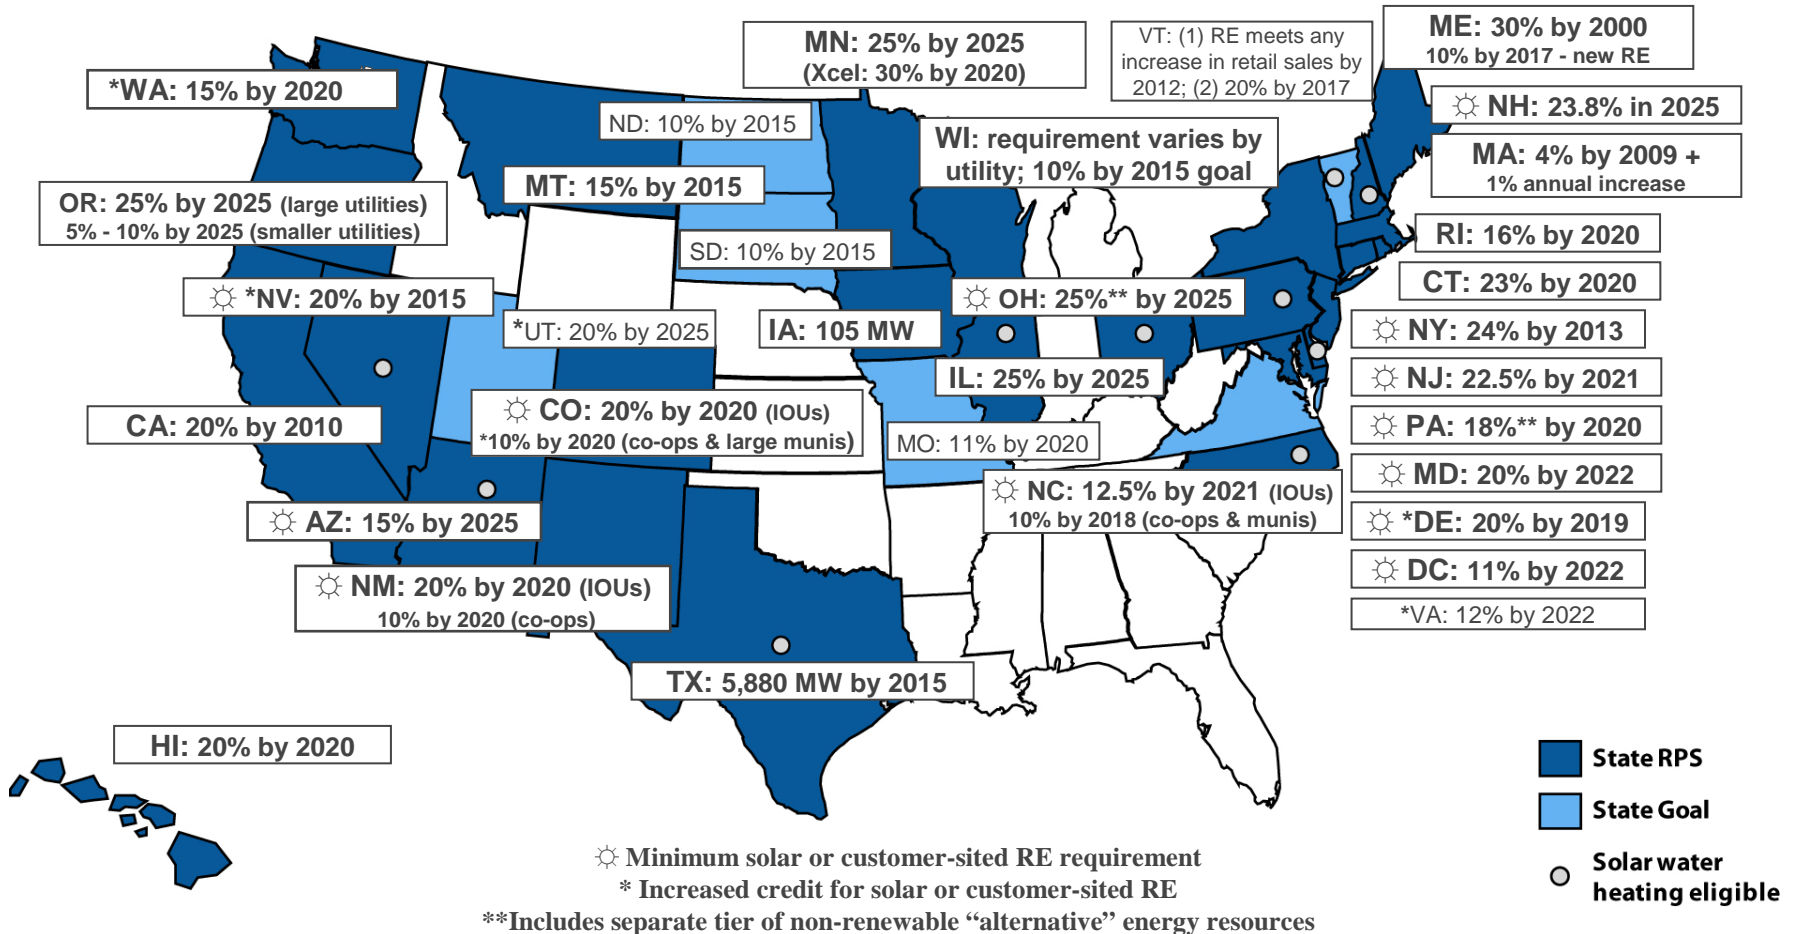 MN: 25% by 2025
(Xcel: 30% by 2020)
VT: (1) RE meets any
increase in retail sales by
2012; (2) 20% by 2017
ME: 30% by 2000
10% by 2017 - new RE
*WA: 15% by 2020
☼ NH: 23.8% in 2025
ND: 10% by 2015
WI: requirement varies by
utility; 10% by 2015 goal
MA: 4% by 2009 +
1% annual increase
MT: 15% by 2015
OR: 25% by 2025 (large utilities)
5% - 10% by 2025 (smaller utilities)
RI: 16% by 2020
SD: 10% by 2015
CT: 23% by 2020
☼ *NV: 20% by 2015
☼ OH: 25%** by 2025
*UT: 20% by 2025
IA: 105 MW
☼ NY: 24% by 2013
IL: 25% by 2025
☼ NJ: 22.5% by 2021
☼ CO: 20% by 2020 (IOUs)
*10% by 2020 (co-ops & large munis)
CA: 20% by 2010
☼ PA: 18%** by 2020
MO: 11% by 2020
☼ MD: 20% by 2022
☼ NC: 12.5% by 2021 (IOUs)
10% by 2018 (co-ops & munis)
☼ AZ: 15% by 2025
☼ *DE: 20% by 2019
☼ DC: 11% by 2022
☼ NM: 20% by 2020 (IOUs)
10% by 2020 (co-ops)
*VA: 12% by 2022
TX: 5,880 MW by 2015
HI: 20% by 2020
State RPS
State Goal
Solar water
heating eligible
☼ Minimum solar or customer-sited RE requirement
* Increased credit for solar or customer-sited RE
**Includes separate tier of non-renewable “alternative” energy resources